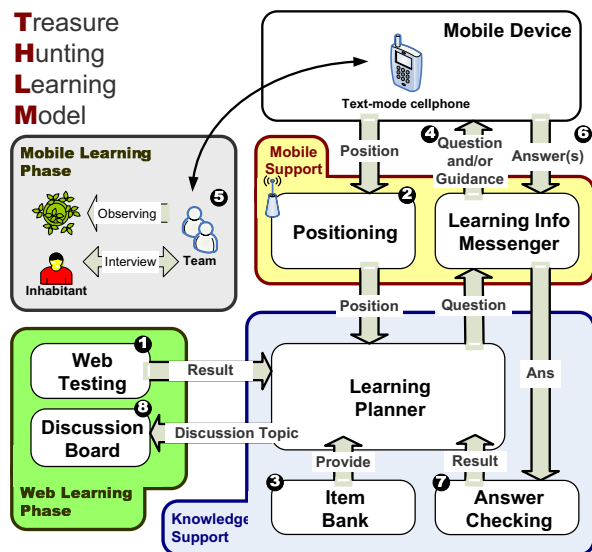 Treasure
Hunting
Learning
Model
Mobile Device
Text-mode cellphone
Position
4
Question
and/or
Guidance
6
Answer(s)
Mobile Learning
Phase
5
Observing
Team
Interview
Inhabitant
Mobile
Support
2
Positioning
Learning Info
Messenger
Position
Question
Ans
1
Web
Testing
Result
Learning
Planner
8
Discussion
Board
Discussion Topic
Web Learning
Phase
Provide
Result
3
Item
Bank
7
Answer
Checking
Knowledge
Support